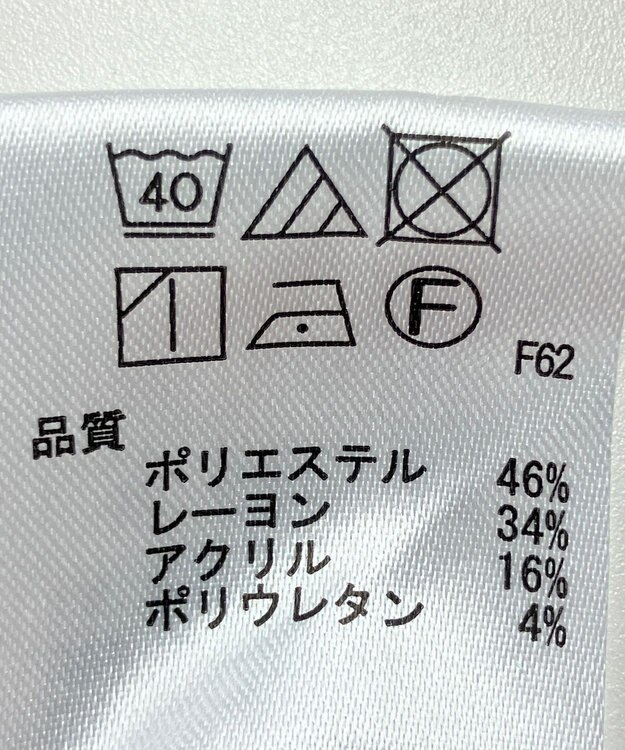 40
F
F62
品質
ポリエステル 46%
レーヨン 34%
アクリル 16%
ポリウレタン 4%